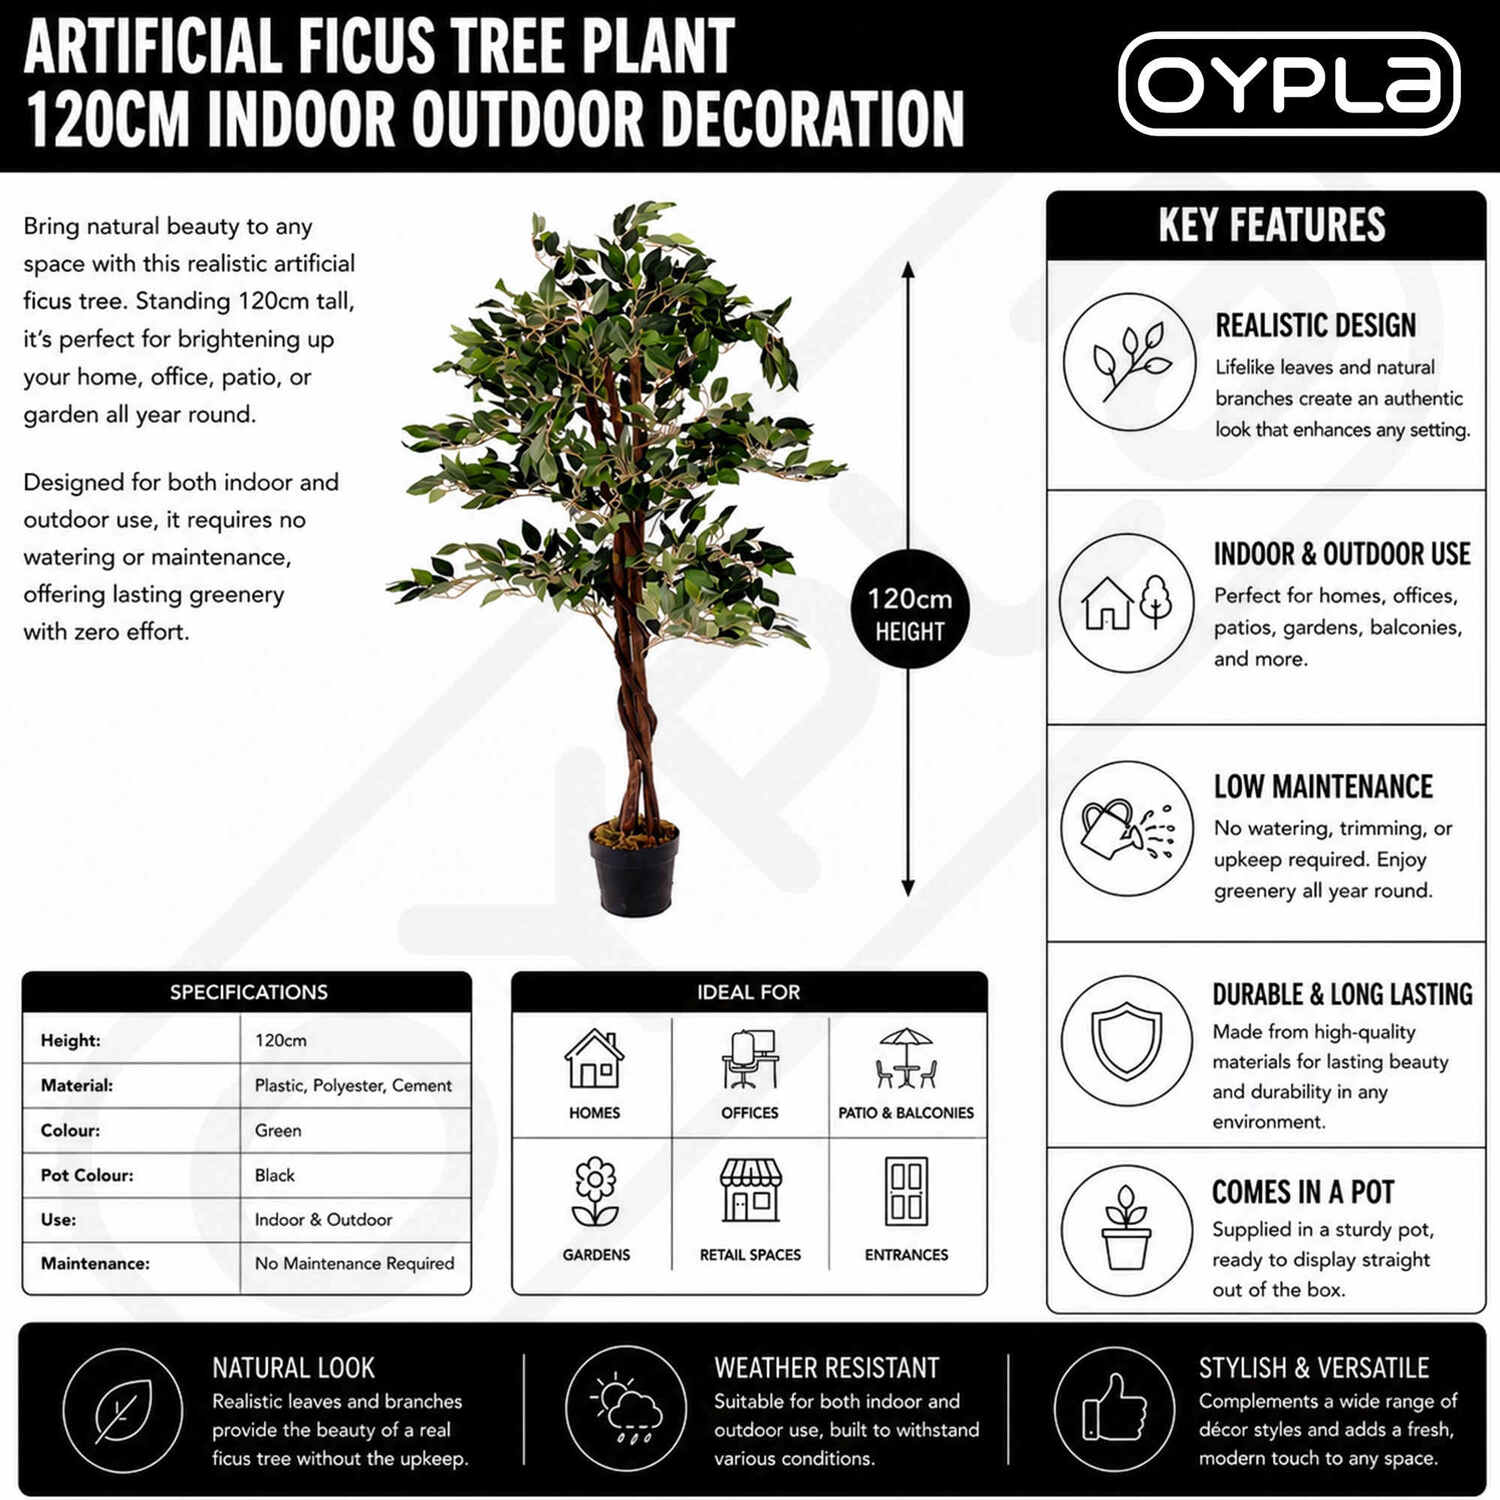 ARTIFICIAL FICUS TREE PLANT
120CM INDOOR OUTDOOR DECORATION
OYPLA
Bring natural beauty to any
space with this realistic artificial
ficus tree. Standing 120cm tall,
it's perfect for brightening up
your home, office, patio, or
garden all year round.
Designed for both indoor and
outdoor use, it requires no
watering or maintenance,
offering lasting greenery
with zero effort.
120cm
HEIGHT
KEY FEATURES
REALISTIC DESIGN
Lifelike leaves and natural
branches create an authentic
look that enhances any setting.
INDOOR & OUTDOOR USE
Perfect for homes, offices,
patios, gardens, balconies,
and more.
LOW MAINTENANCE
No watering, trimming, or
upkeep required. Enjoy
greenery all year round.
DURABLE & LONG LASTING
Made from high-quality
materials for lasting beauty
and durability in any
environment.
COMES IN A POT
Supplied in a sturdy pot,
ready to display straight
out of the box.
SPECIFICATIONS
Height: 120cm
Material: Plastic, Polyester, Cement
Colour: Green
Pot Colour: Black
Use: Indoor & Outdoor
Maintenance: No Maintenance Required
IDEAL FOR
HOMES
OFFICES
PATIO & BALCONIES
GARDENS
RETAIL SPACES
ENTRANCES
NATURAL LOOK
Realistic leaves and branches
provide the beauty of a real
ficus tree without the upkeep.
WEATHER RESISTANT
Suitable for both indoor and
outdoor use, built to withstand
various conditions.
STYLISH & VERSATILE
Complements a wide range of
décor styles and adds a fresh,
modern touch to any space.